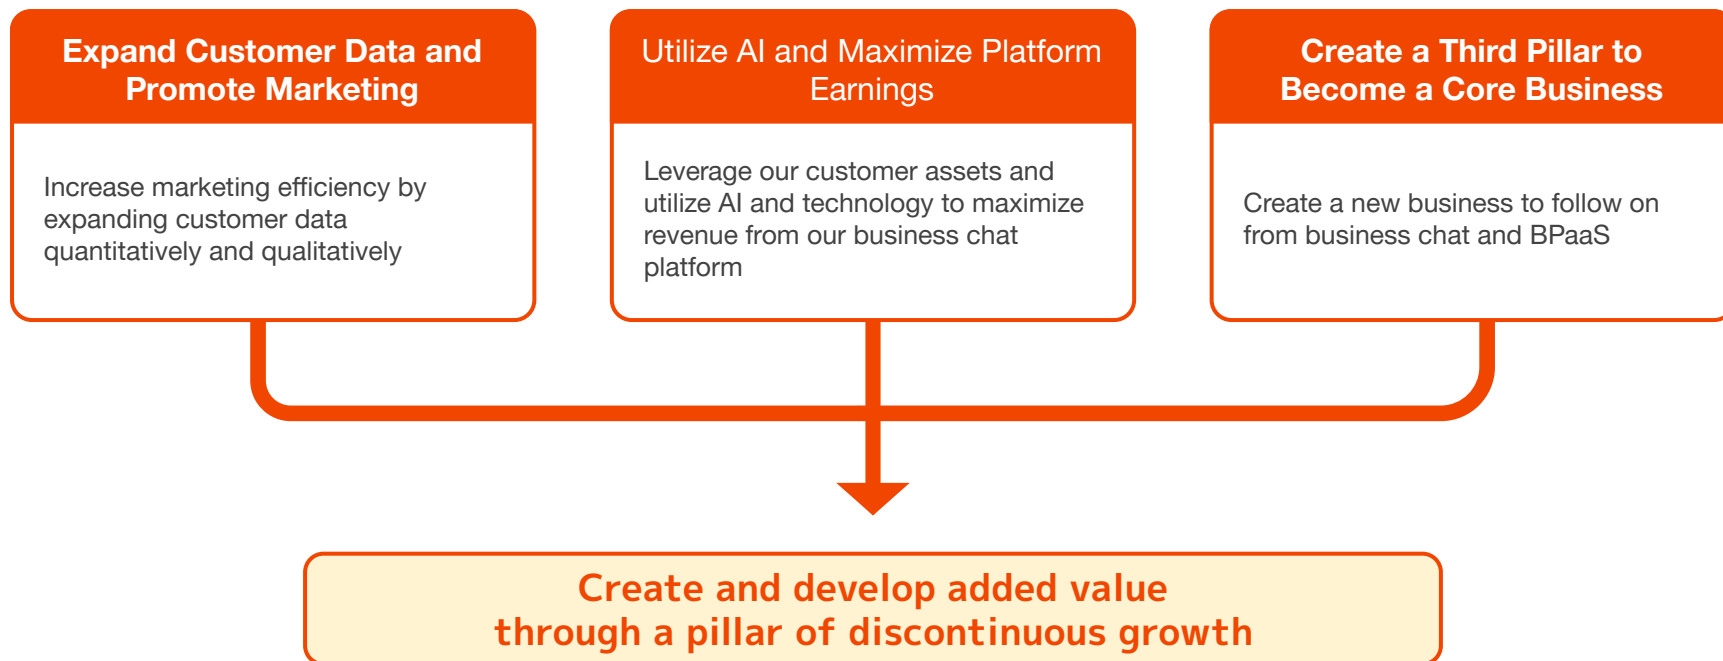 Expand Customer Data and
Promote Marketing
Increase marketing efficiency by
expanding customer data
quantitatively and qualitatively
Utilize AI and Maximize Platform
Earnings
Leverage our customer assets and
utilize AI and technology to maximize
revenue from our business chat
platform
Create a Third Pillar to
Become a Core Business
Create a new business to follow on
from business chat and BPaaS
Create and develop added value
through a pillar of discontinuous growth